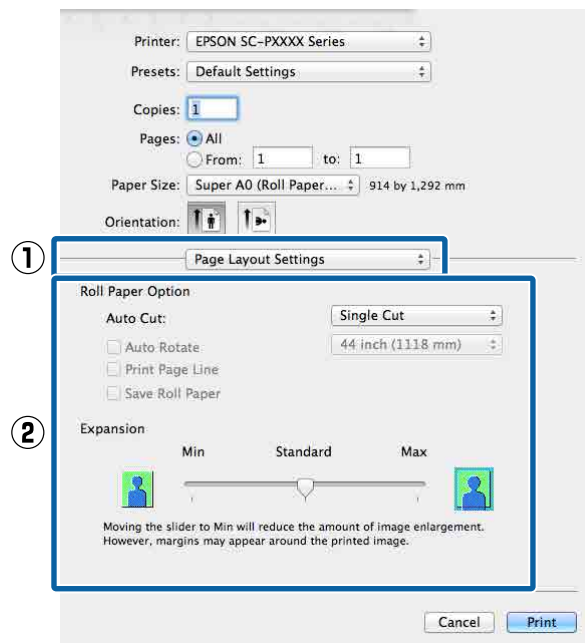 Printer: EPSON SC-PXXXX Series
Presets: Default Settings
Copies: 1
Pages: All
From: 1 to: 1
Paper Size: Super A0 (Roll Paper... 914 by 1,292 mm
Orientation:
① Page Layout Settings
Roll Paper Option
Auto Cut: Single Cut
Auto Rotate 44 inch (1118 mm)
Print Page Line
Save Roll Paper
②
Expansion
Min Standard Max
Moving the slider to Min will reduce the amount of image enlargement.
However, margins may appear around the printed image.
Cancel Print